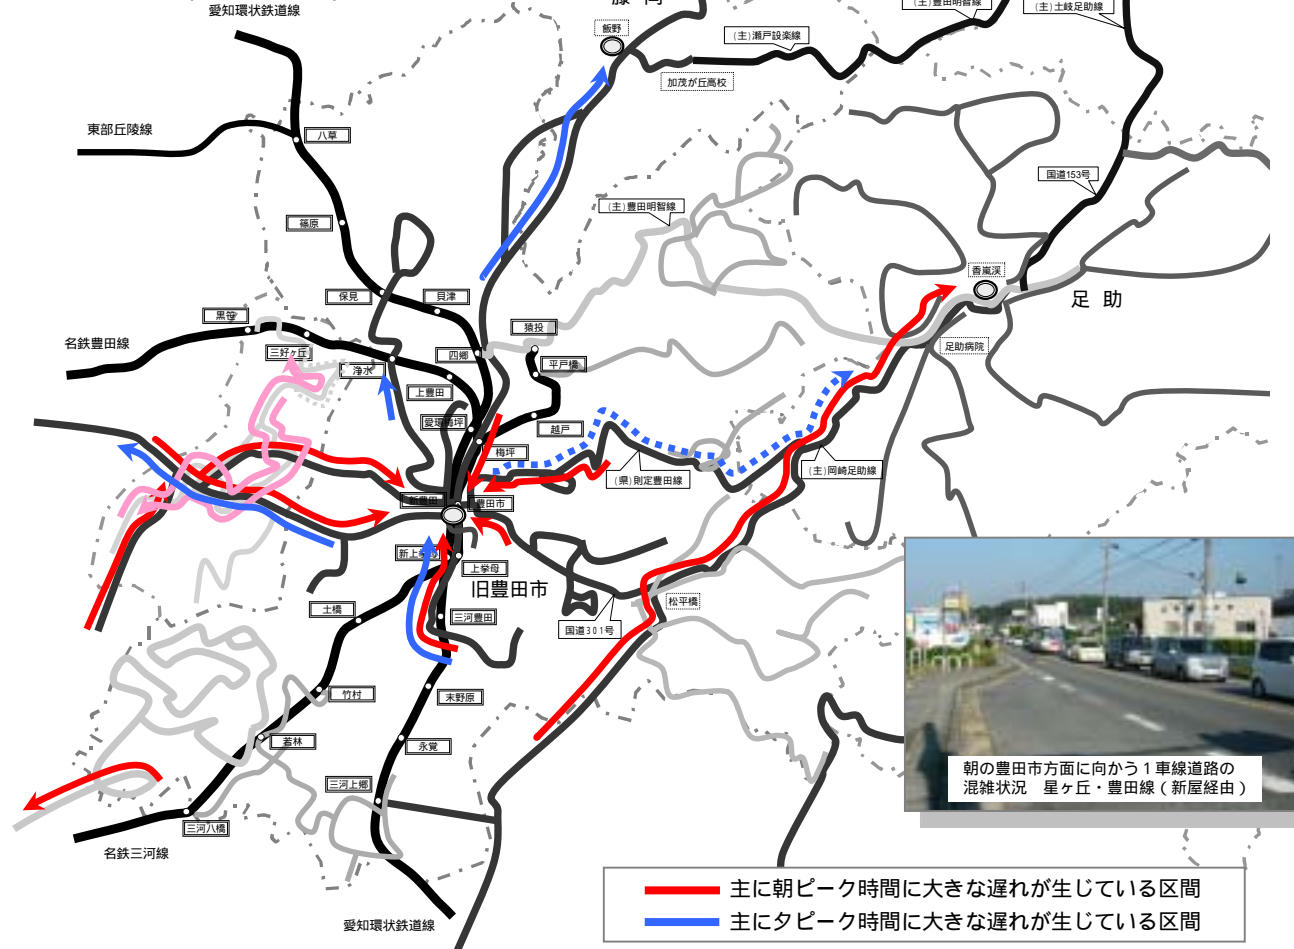 愛知環状鉄道線
藤 岡
(主)豊田明智線
(主)土岐足助線
飯野
(主)瀬戸設楽線
加茂が丘高校
東部丘陵線
八草
国道153号
篠原
(主)豊田明智線
香嵐渓
足 助
保見
貝津
黒笹
猿投
名鉄豊田線
三好ヶ丘
四郷
足助病院
浄水
平戸橋
上豊田
愛環梅坪
越戸
梅坪
(主)岡崎足助線
(県)則定豊田線
新豊田
豊田市
新上挙母
上挙母
旧豊田市
土橋
三河豊田
松平橋
国道301号
竹村
末野原
若林
永覚
三河上郷
三河八橋
名鉄三河線
愛知環状鉄道線
朝の豊田市方面に向かう1車線道路の
混雑状況 星ヶ丘・豊田線(新屋経由)
主に朝ピーク時間に大きな遅れが生じている区間
主に夕ピーク時間に大きな遅れが生じている区間